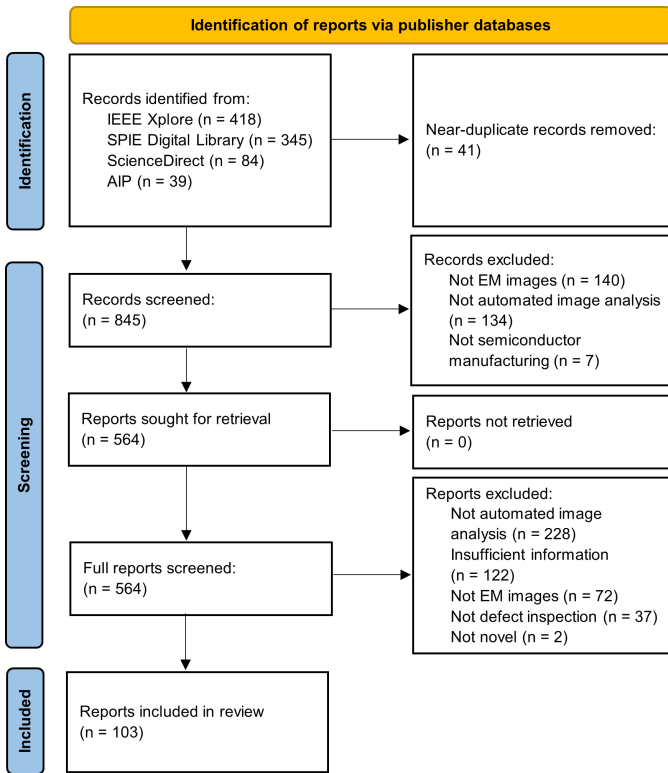 Identification of reports via publisher databases
Identification
Records identified from:
IEEE Xplore (n = 418)
SPIE Digital Library (n = 345)
ScienceDirect (n = 84)
AIP (n = 39)
Near-duplicate records removed:
(n = 41)
Screening
Records screened:
(n = 845)
Records excluded:
Not EM images (n = 140)
Not automated image analysis
(n = 134)
Not semiconductor
manufacturing (n = 7)
Reports sought for retrieval
(n = 564)
Reports not retrieved
(n = 0)
Full reports screened:
(n = 564)
Reports excluded:
Not automated image
analysis (n = 228)
Insufficient information
(n = 122)
Not EM images (n = 72)
Not defect inspection (n = 37)
Not novel (n = 2)
Included
Reports included in review
(n = 103)